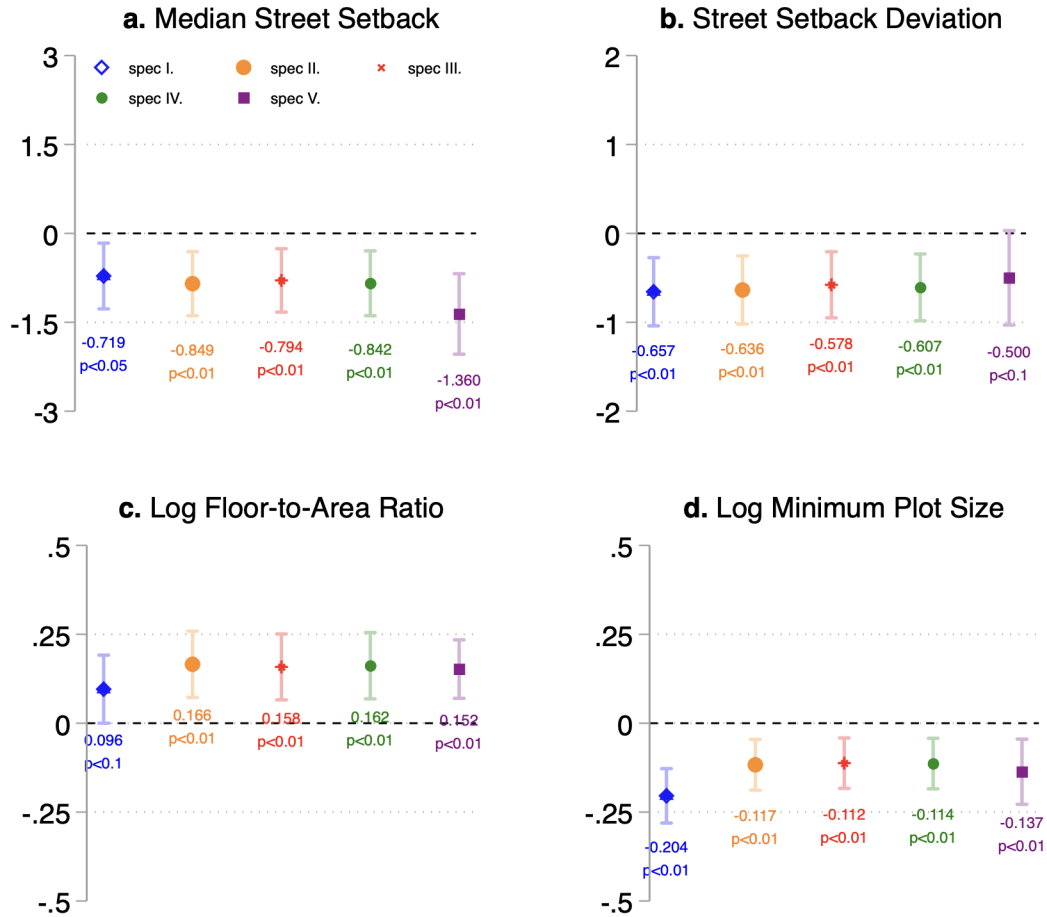 a. Median Street Setback
3
spec I. spec II. spec III.
spec IV. spec V.
1.5
0
-1.5
-3
-0.719
p<0.05
-0.849
p<0.01
-0.794
p<0.01
-0.842
p<0.01
-1.360
p<0.01
b. Street Setback Deviation
2
1
0
-1
-2
-0.657
p<0.01
-0.636
p<0.01
-0.578
p<0.01
-0.607
p<0.01
-0.500
p<0.1
c. Log Floor-to-Area Ratio
.5
.25
0
-.25
-.5
0.096
p<0.1
0.166
p<0.01
0.158
p<0.01
0.162
p<0.01
0.152
p<0.01
d. Log Minimum Plot Size
.5
.25
0
-.25
-.5
-0.204
p<0.01
-0.117
p<0.01
-0.112
p<0.01
-0.114
p<0.01
-0.137
p<0.01